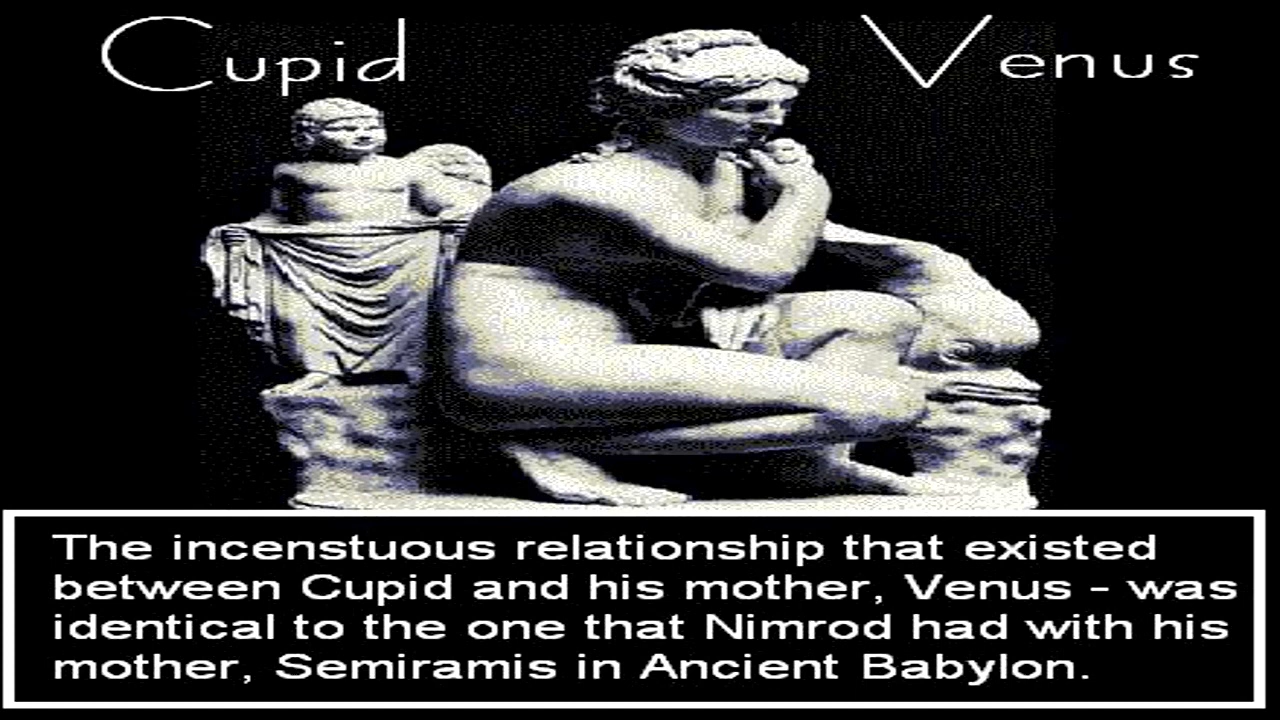 Cupid Venus
The incenstuous relationship that existed
between Cupid and his mother, Venus - was
identical to the one that Nimrod had with his
mother, Semiramis in Ancient Babylon.